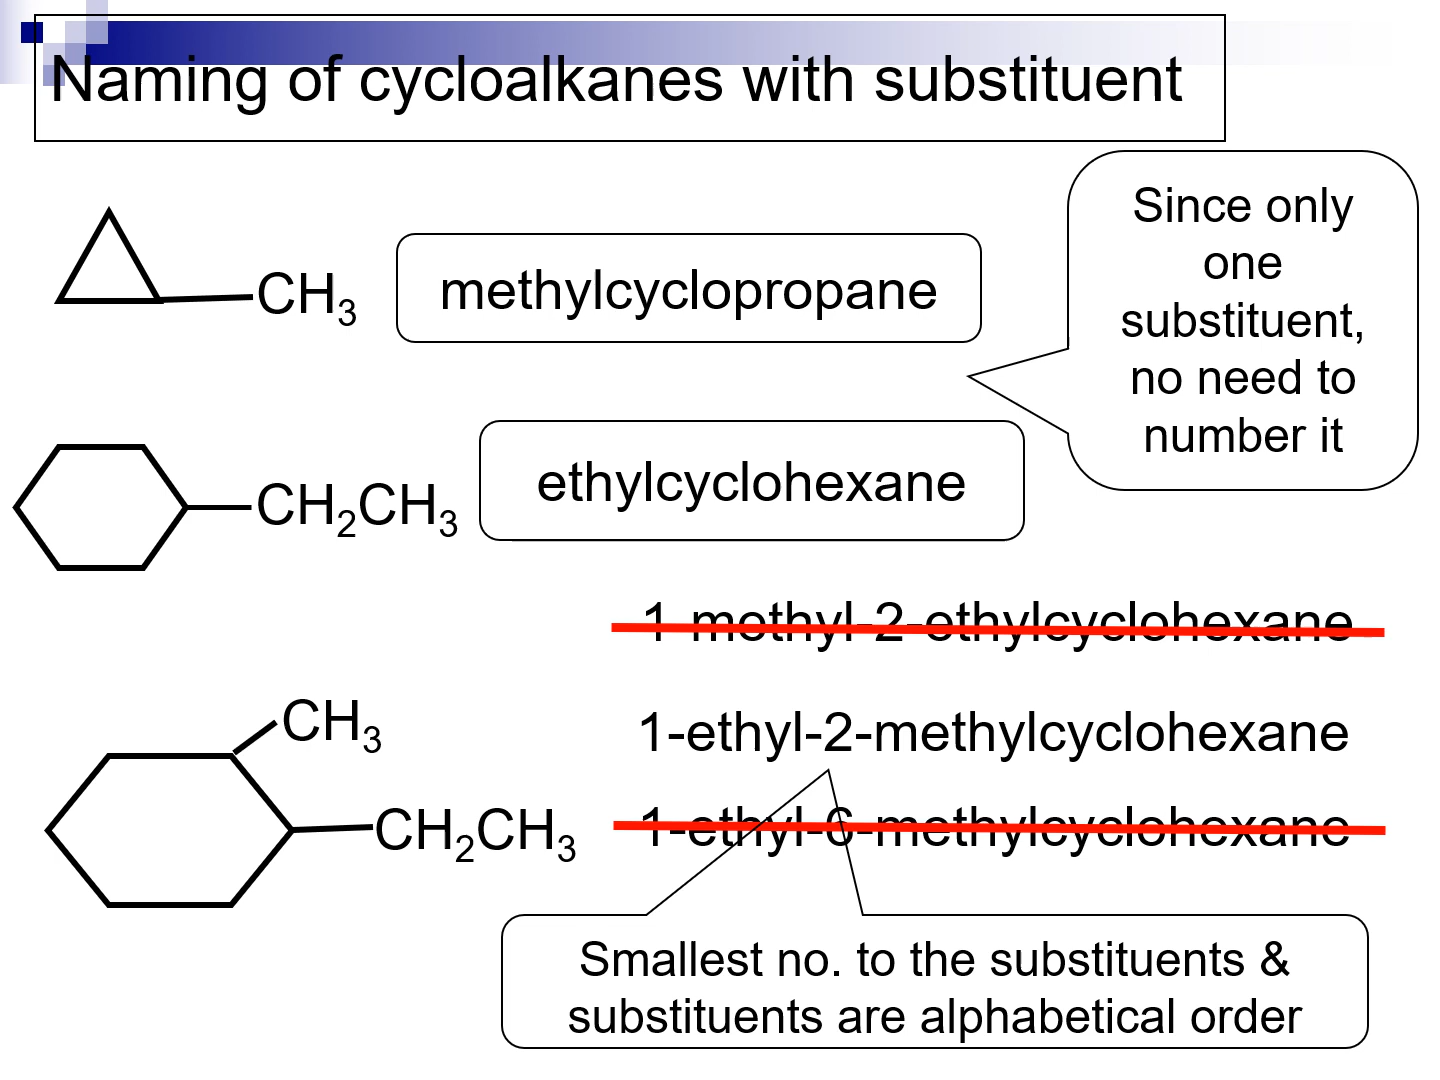 Naming of cycloalkanes with substituent
Since only
one
substituent,
no need to
number it
CH3
methylcyclopropane
CH2CH3
ethylcyclohexane
1-methyl-2-ethylcyclohexane
CH3
1-ethyl-2-methylcyclohexane
CH2CH3
1-ethyl-6-methylcyclohexane
Smallest no. to the substituents &
substituents are alphabetical order